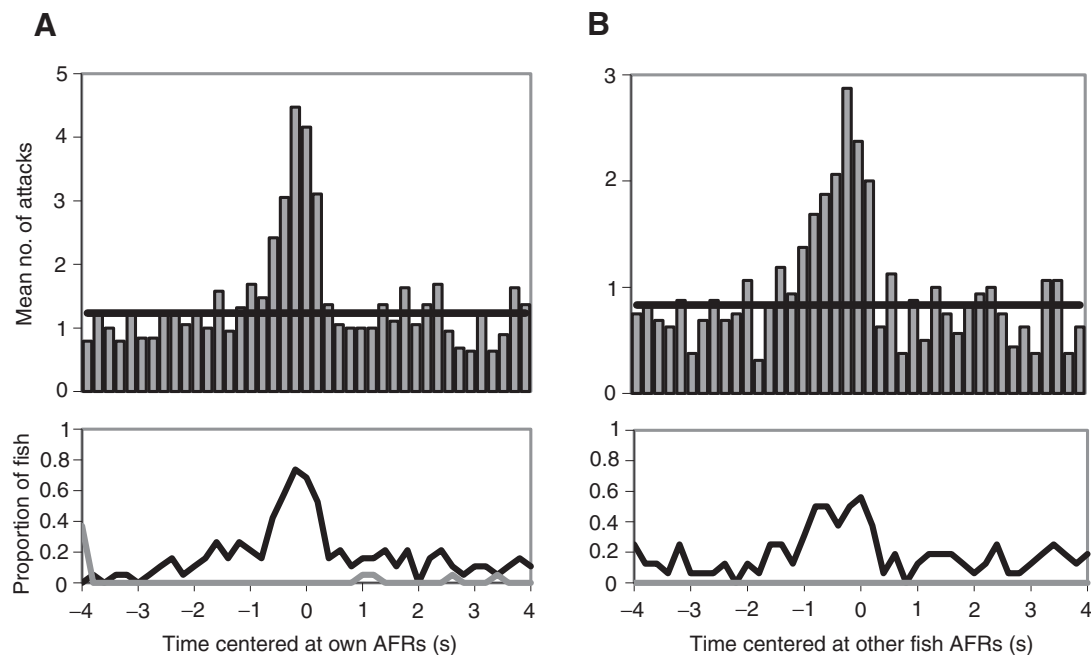 A
B
Mean no. of attacks
5
4
3
2
1
0
3
2
1
0
Proportion of fish
1
0.8
0.6
0.4
0.2
0
1
0.8
0.6
0.4
0.2
0
–4 –3 –2 –1 0 1 2 3 4
–4 –3 –2 –1 0 1 2 3 4
Time centered at own AFRs (s)
Time centered at other fish AFRs (s)